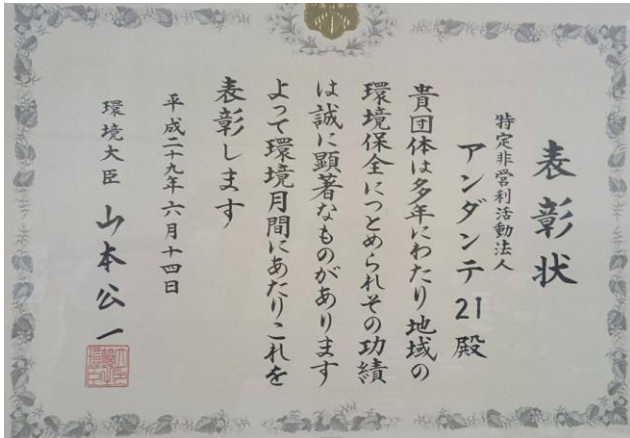 表彰状
特定非営利活動法人
アンダンテ21殿
貴団体は多年にわたり地域の
環境保全につとめられその功績
は誠に顕著なものがあります
よって環境月間にあたりこれを
表彰します
平成二十九年六月十四日
環境大臣 山本公一